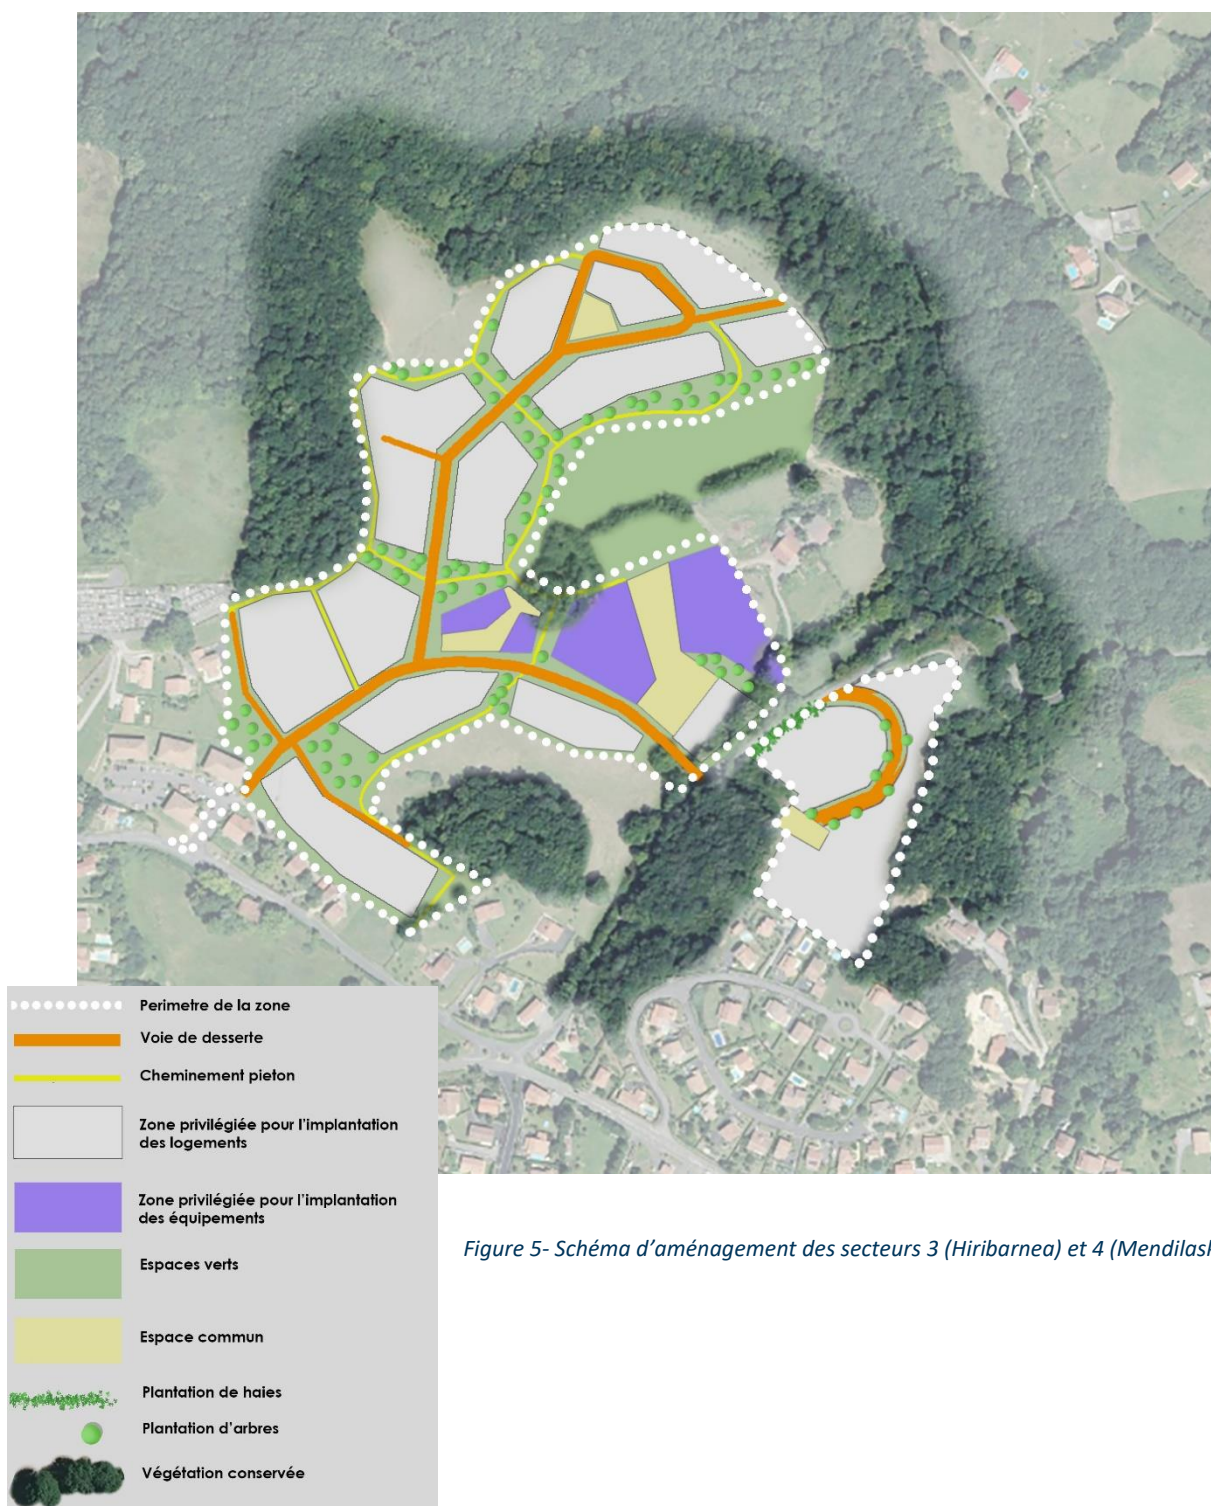 Perimetre de la zone
Voie de desserte
Cheminement pieton
Zone privilégiée pour l'implantation
des logements
Zone privilégiée pour l'implantation
des équipements
Espaces verts
Espace commun
Plantation de haies
Plantation d'arbres
Végétation conservée
Figure 5- Schéma d'aménagement des secteurs 3 (Hiribarnea) et 4 (Mendilask